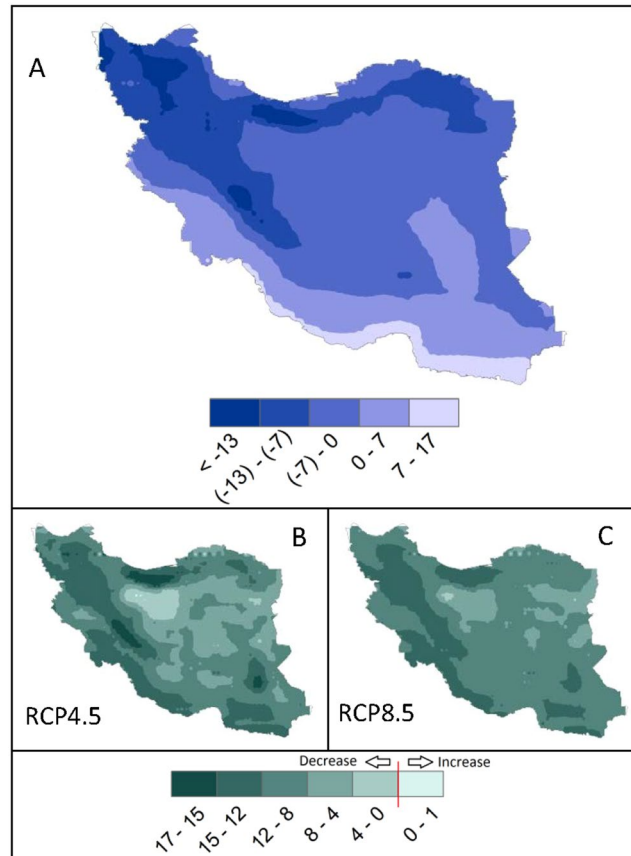 A
< -13
(-13) - (-7)
(-7) - 0
0 - 7
7 - 17
B
C
RCP4.5
RCP8.5
Decrease
Increase
17 - 15
15 - 12
12 - 8
8 - 4
4 - 0
0 - 1